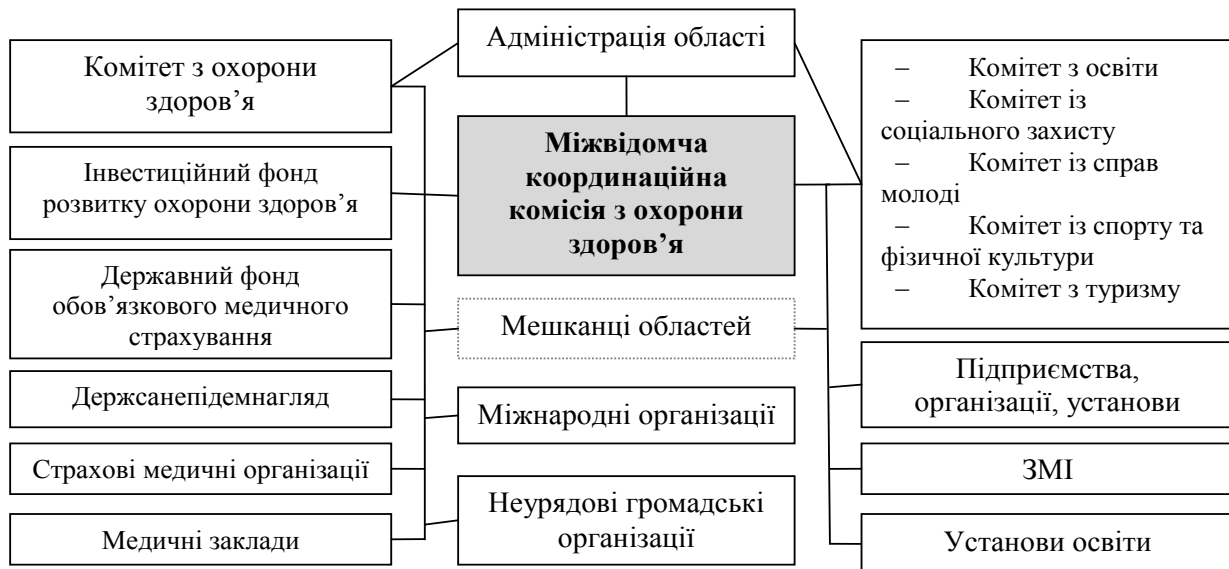 Адміністрація області
Комітет з охорони
здоров’я
Інвестиційний фонд
розвитку охорони здоров’я
Державний фонд
обов’язкового медичного
страхування
Держсанепідемнагляд
Страхові медичні організації
Медичні заклади
Міжвідомча
координаційна
комісія з охорони
здоров’я
Мешканці областей
Міжнародні організації
Неурядові громадські
організації
– Комітет з освіти
– Комітет із
соціального захисту
– Комітет із справ
молоді
– Комітет із спорту та
фізичної культури
– Комітет з туризму
Підприємства,
організації, установи
ЗМІ
Установи освіти